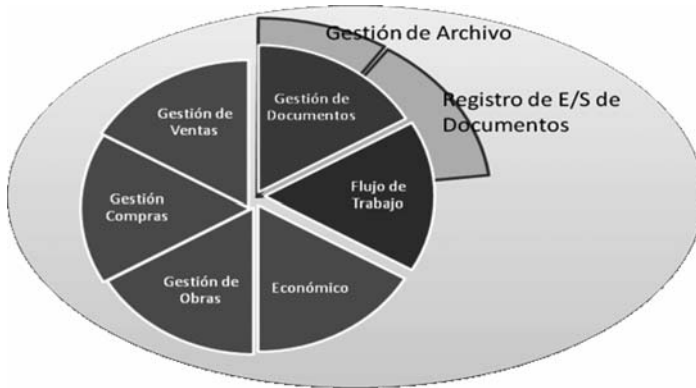 Gestión de Archivo
Registro de E/S de
Documentos
Gestión de
Documentos
Flujo de
Trabajo
Económico
Gestión de
Obras
Gestión
Compras
Gestión de
Ventas